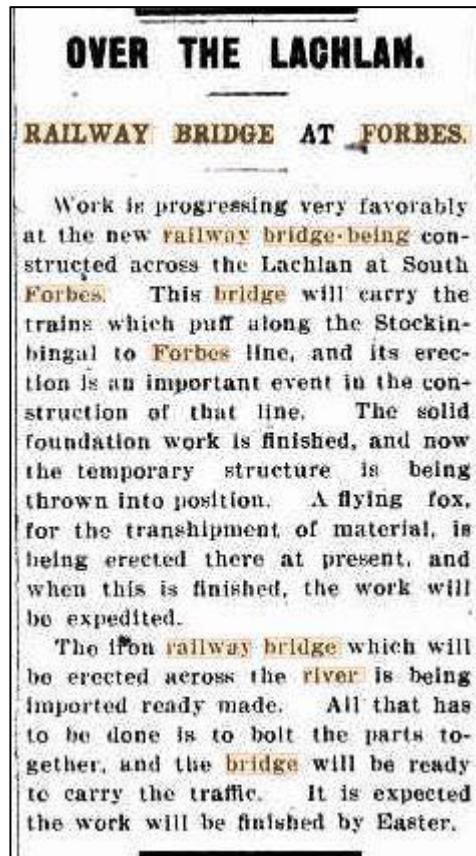 OVER THE LACHLAN.
RAILWAY BRIDGE AT FORBES.
Work is progressing very favorably
at the new railway bridge being con-
structed across the Lachlan at South
Forbes. This bridge will carry the
trains which puff along the Stockin-
bingal to Forbes line, and its erec-
tion is an important event in the con-
struction of that line. The solid
foundation work is finished, and now
the temporary structure is being
thrown into position. A flying fox,
for the transhipment of material, is
being erected there at present, and
when this is finished, the work will
be expedited.
The iron railway bridge which will
be erected across the river is being
imported ready made. All that has
to be done is to bolt the parts to-
gether, and the bridge will be ready
to carry the traffic. It is expected
the work will be finished by Easter.